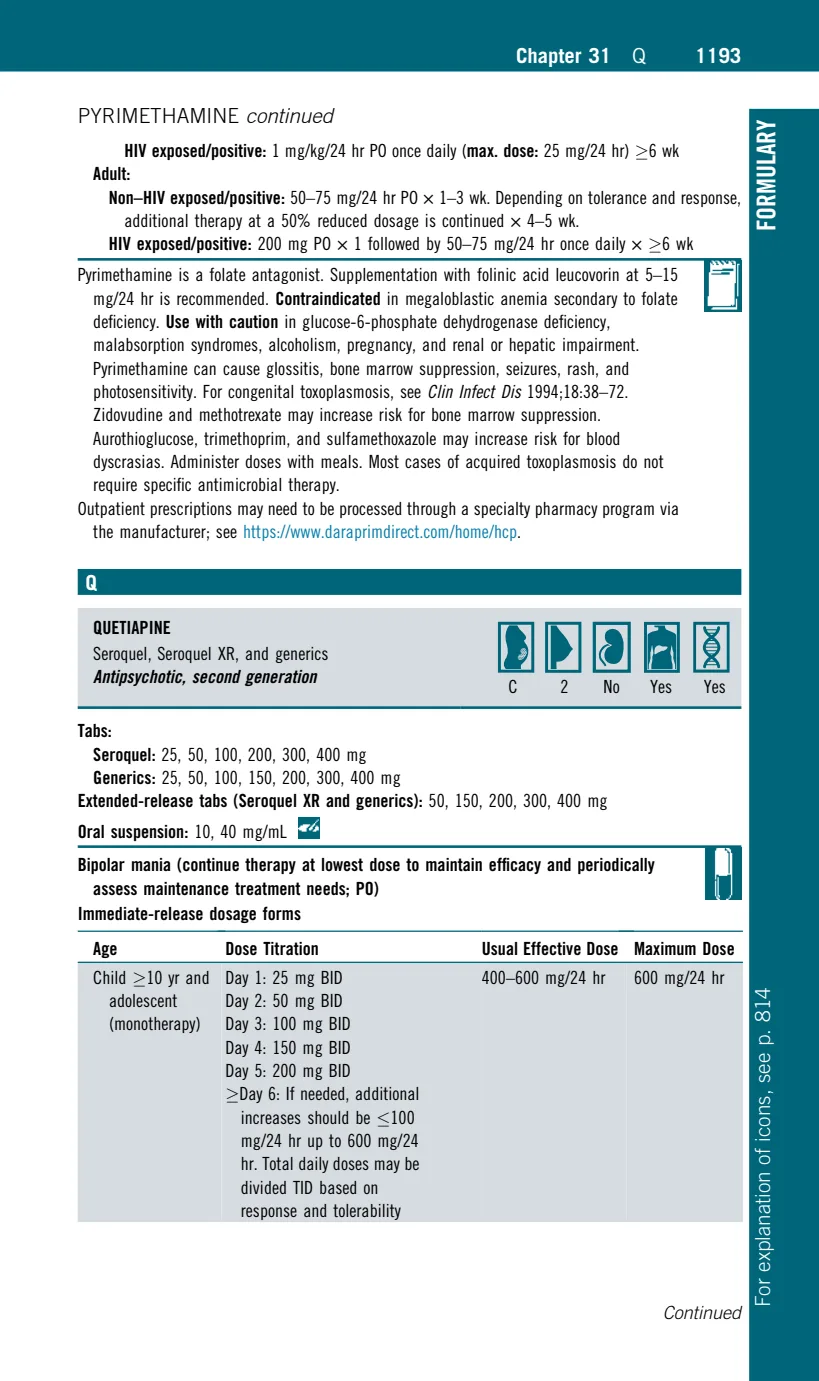 Chapter 31 Q 1193
PYRIMETHAMINE continued
HIV exposed/positive: 1 mg/kg/24 hr PO once daily (max. dose: 25 mg/24 hr) ≥6 wk
Adult:
Non–HIV exposed/positive: 50–75 mg/24 hr PO × 1–3 wk. Depending on tolerance and response,
additional therapy at a 50% reduced dosage is continued × 4–5 wk.
HIV exposed/positive: 200 mg PO × 1 followed by 50–75 mg/24 hr once daily × ≥6 wk
Pyrimethamine is a folate antagonist. Supplementation with folinic acid leucovorin at 5–15
mg/24 hr is recommended. Contraindicated in megaloblastic anemia secondary to folate
deficiency. Use with caution in glucose-6-phosphate dehydrogenase deficiency,
malabsorption syndromes, alcoholism, pregnancy, and renal or hepatic impairment.
Pyrimethamine can cause glossitis, bone marrow suppression, seizures, rash, and
photosensitivity. For congenital toxoplasmosis, see Clin Infect Dis 1994;18:38–72.
Zidovudine and methotrexate may increase risk for bone marrow suppression.
Aurothioglucose, trimethoprim, and sulfamethoxazole may increase risk for blood
dyscrasias. Administer doses with meals. Most cases of acquired toxoplasmosis do not
require specific antimicrobial therapy.
Outpatient prescriptions may need to be processed through a specialty pharmacy program via
the manufacturer; see https://www.daraprimdirect.com/home/hcp.
Q
QUETIAPINE
Seroquel, Seroquel XR, and generics
Antipsychotic, second generation
C 2 No Yes Yes
Tabs:
Seroquel: 25, 50, 100, 200, 300, 400 mg
Generics: 25, 50, 100, 150, 200, 300, 400 mg
Extended-release tabs (Seroquel XR and generics): 50, 150, 200, 300, 400 mg
Oral suspension: 10, 40 mg/mL
Bipolar mania (continue therapy at lowest dose to maintain efficacy and periodically
assess maintenance treatment needs; PO)
Immediate-release dosage forms
Age Dose Titration Usual Effective Dose Maximum Dose
Child ≥10 yr and Day 1: 25 mg BID 400–600 mg/24 hr 600 mg/24 hr
adolescent Day 2: 50 mg BID
(monotherapy) Day 3: 100 mg BID
Day 4: 150 mg BID
Day 5: 200 mg BID
≥Day 6: If needed, additional
increases should be ≤100
mg/24 hr up to 600 mg/24
hr. Total daily doses may be
divided TID based on
response and tolerability
Continued
FORMULARY
For explanation of icons, see p. 814